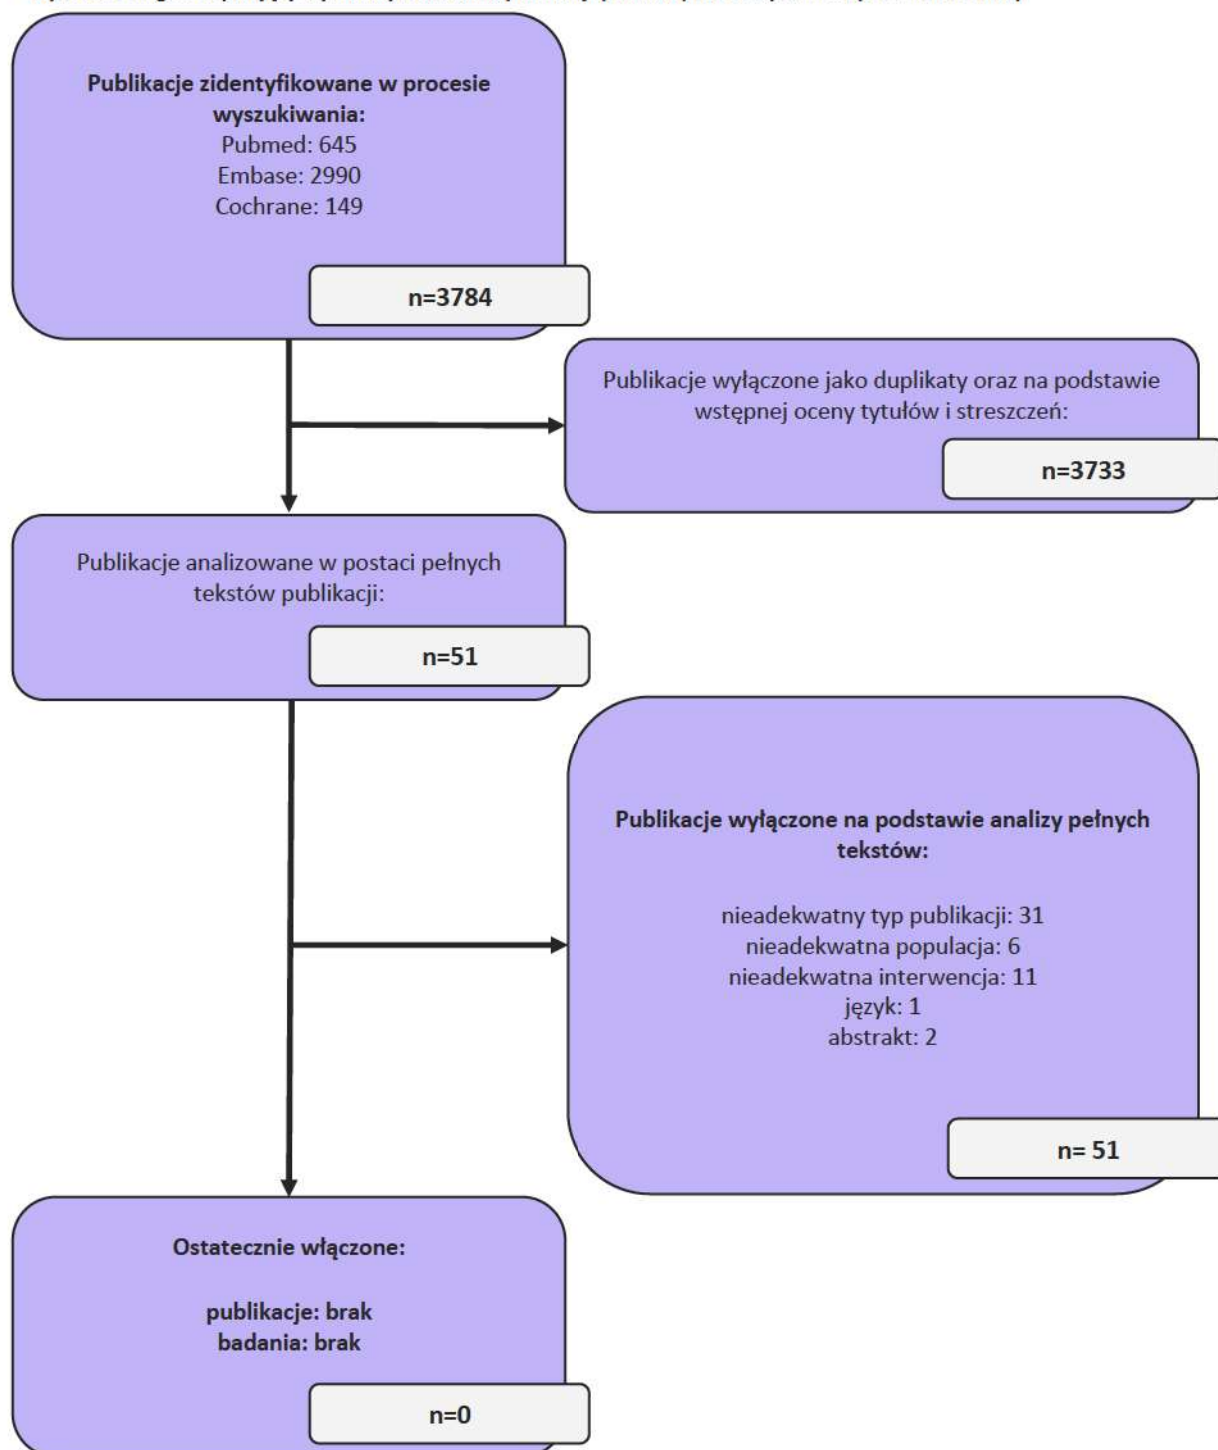 Publikacje zidentyfikowane w procesie
wyszukiwania:
Pubmed: 645
Embase: 2990
Cochrane: 149
n=3784
Publikacje wyłączone jako duplikaty oraz na podstawie
wstępnej oceny tytułów i streszczeń:
n=3733
Publikacje analizowane w postaci pełnych
tekstów publikacji:
n=51
Publikacje wyłączone na podstawie analizy pełnych
tekstów:
nieadekwatny typ publikacji: 31
nieadekwatna populacja: 6
nieadekwatna interwencja: 11
język: 1
abstrakt: 2
n= 51
Ostatecznie włączone:
publikacje: brak
badania: brak
n=0